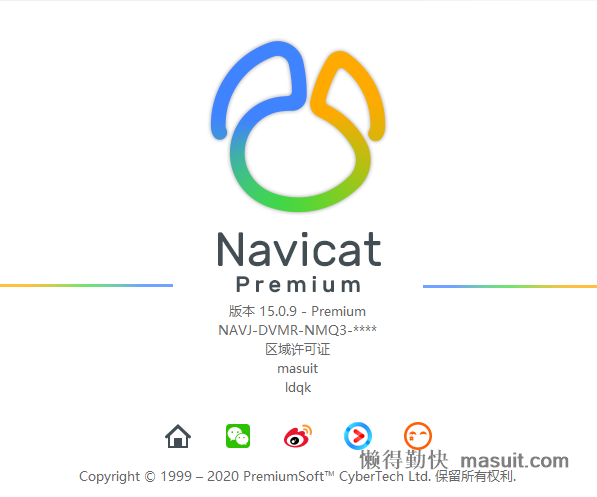 Navicat
Premium
版本 15.0.9 - Premium
NAVJ-DVMR-NMQ3-****
区域许可证
masuit
ldqk
懒得勤快 masuit.com
Copyright © 1999 – 2020 PremiumSoft™ CyberTech Ltd. 保留所有权利.